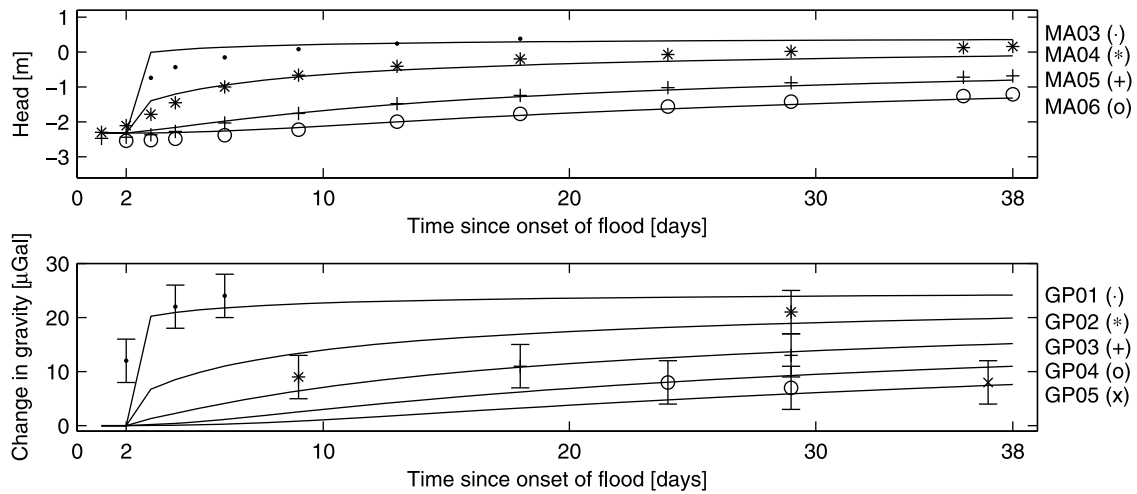 1
0
−1
−2
−3
Head [m]
MA03 (·)
MA04 (*)
MA05 (+)
MA06 (o)
0 2 10 20 30 38
Time since onset of flood [days]
30
20
10
0
Change in gravity [μGal]
GP01 (·)
GP02 (*)
GP03 (+)
GP04 (o)
GP05 (x)
0 2 10 20 30 38
Time since onset of flood [days]